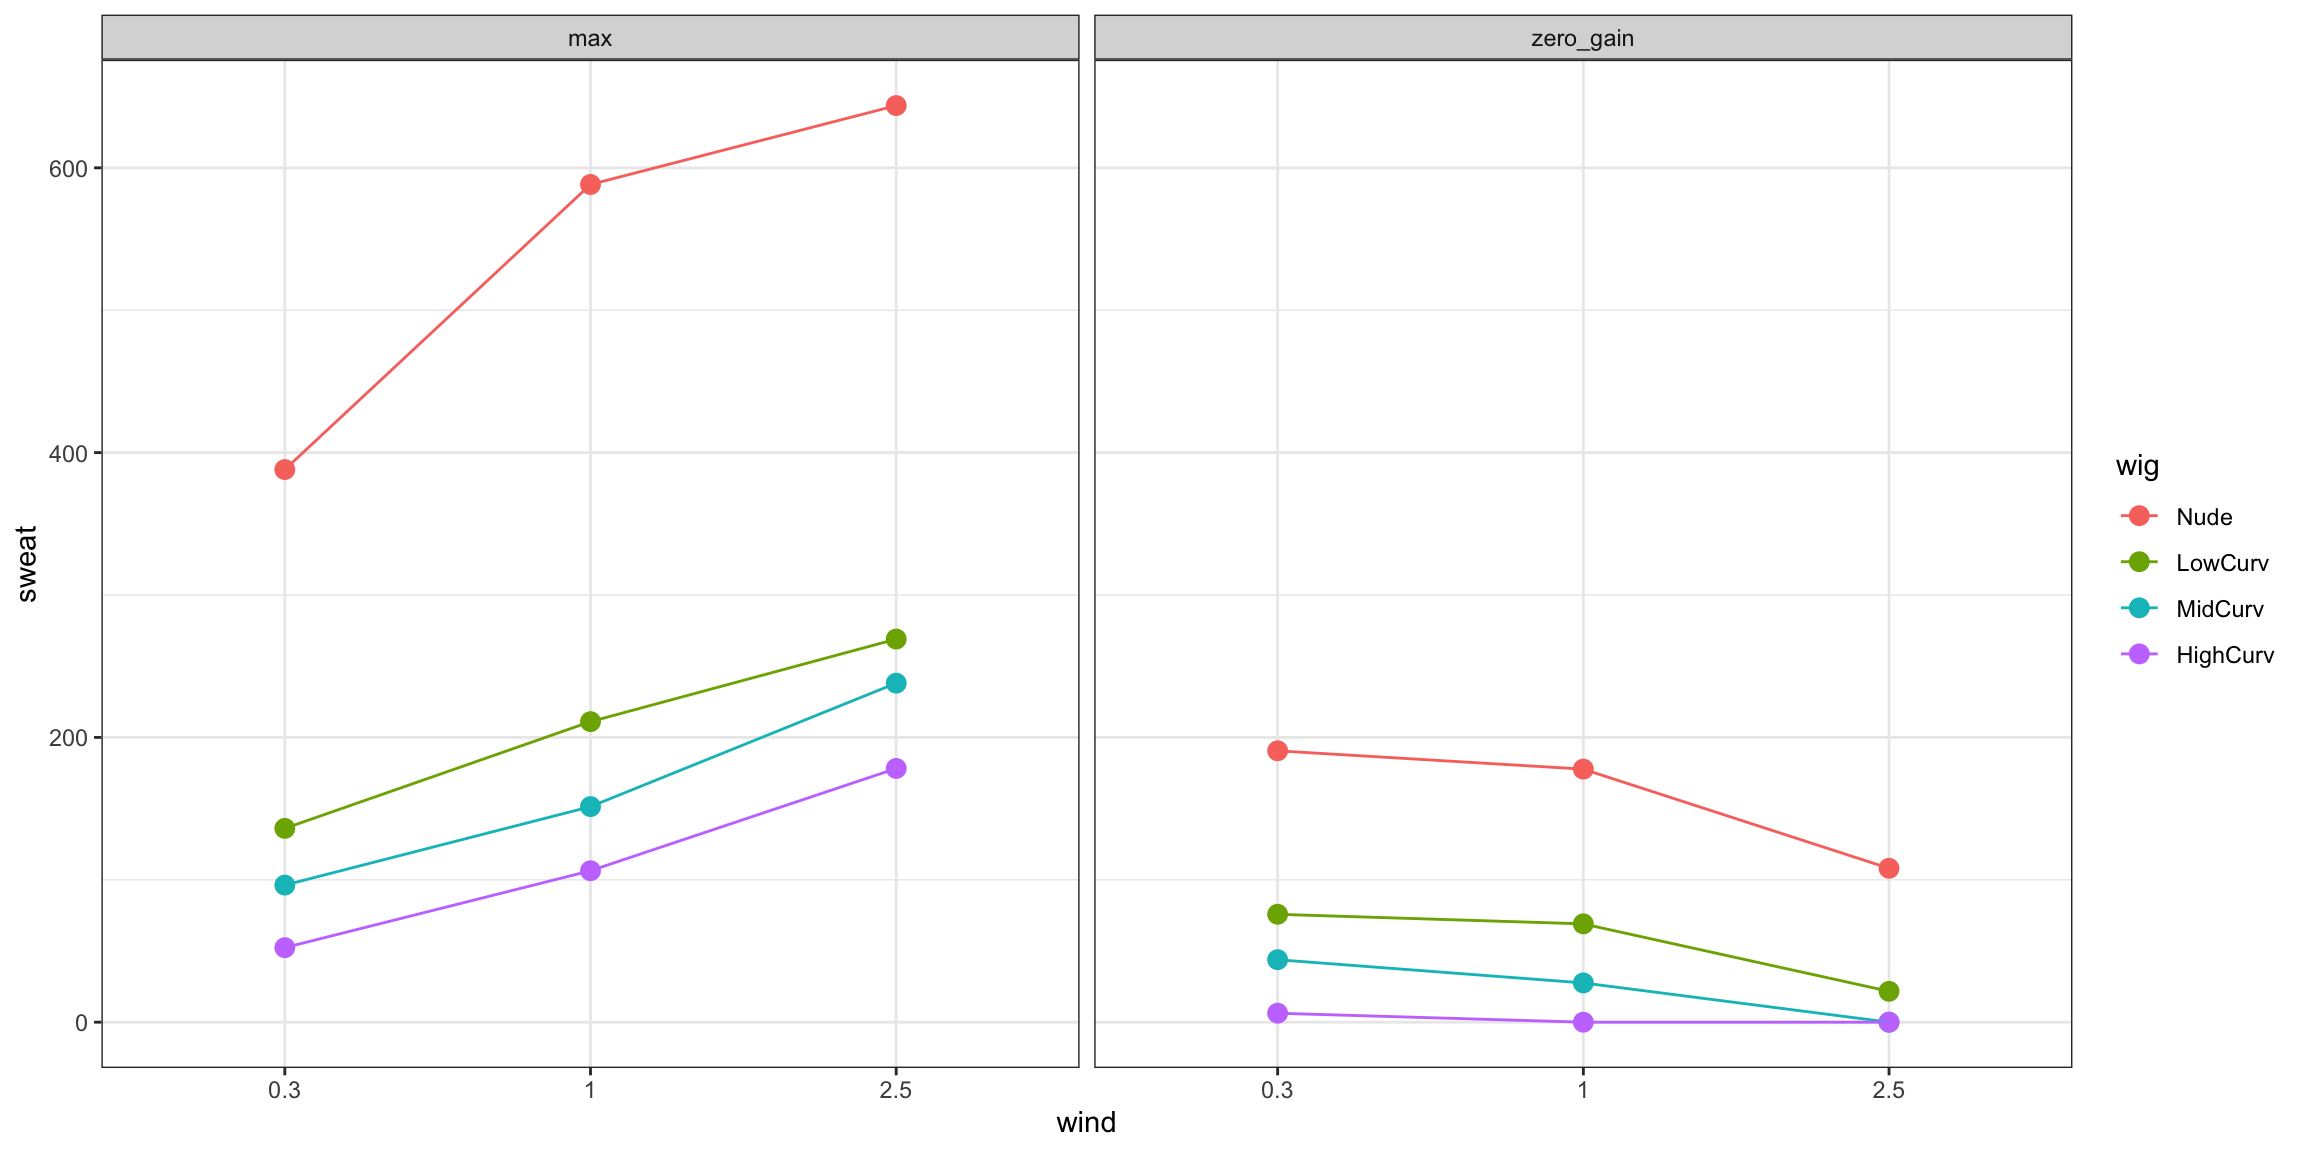 max
zero_gain
600
400
200
0
sweat
0.3
1
2.5
0.3
1
2.5
wind
wig
Nude
LowCurv
MidCurv
HighCurv